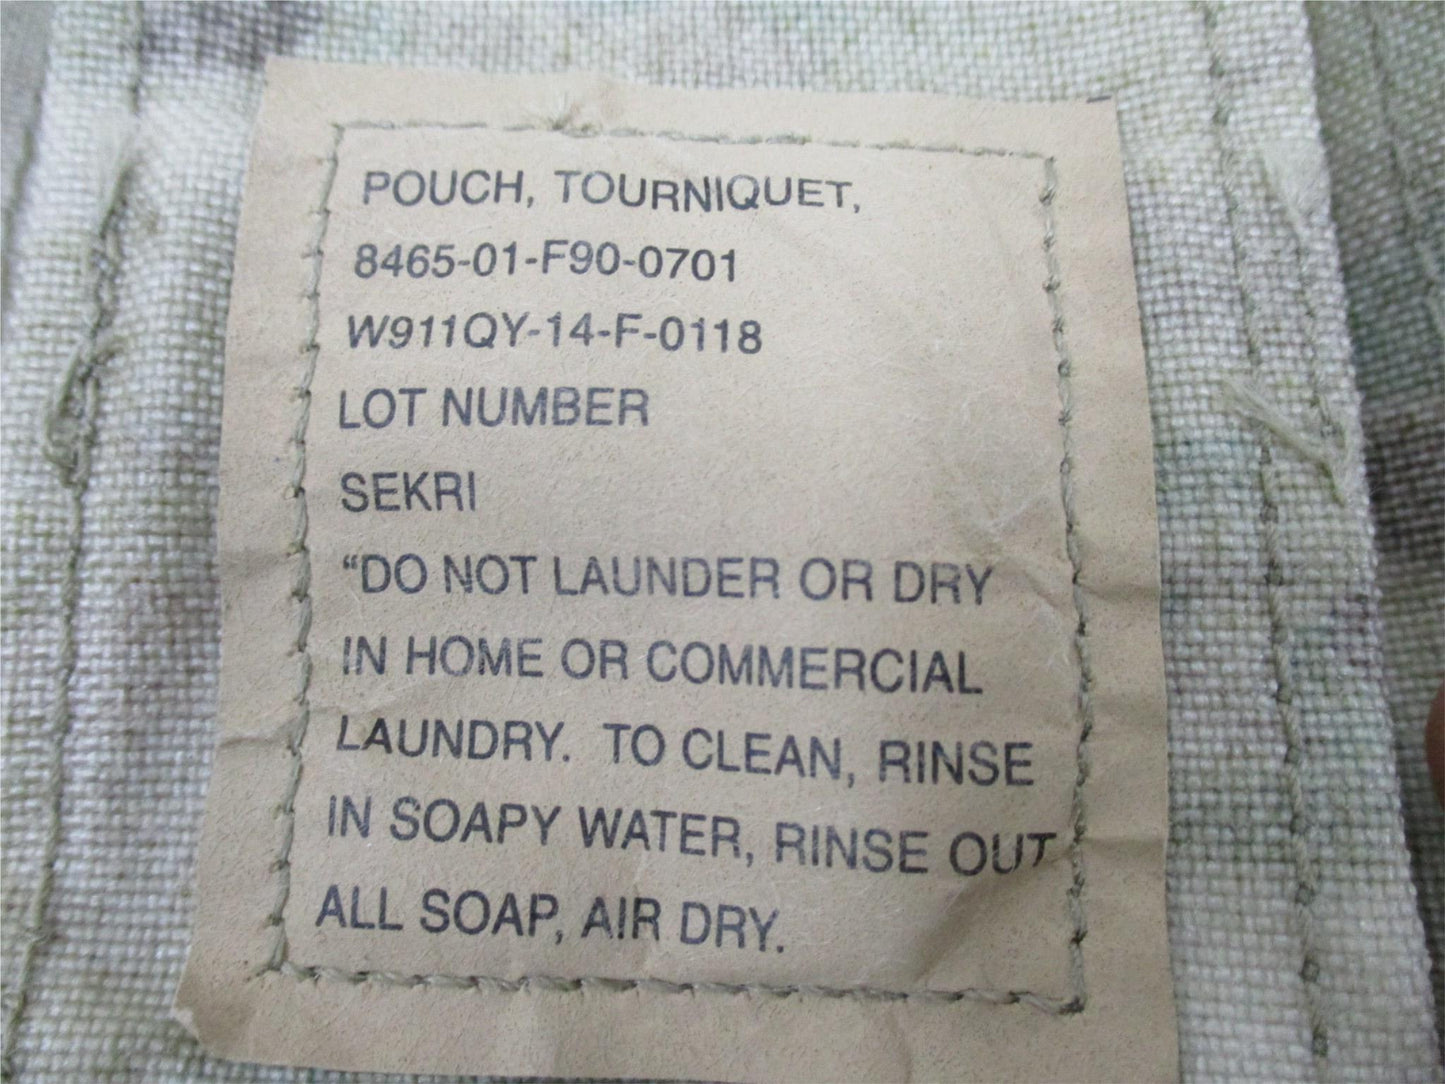 POUCH, TOURNIQUET,
8465-01-F90-0701
W911QY-14-F-0118
LOT NUMBER
SEKRI
“DO NOT LAUNDER OR DRY
IN HOME OR COMMERCIAL
LAUNDRY. TO CLEAN, RINSE
IN SOAPY WATER, RINSE OUT
ALL SOAP, AIR DRY.